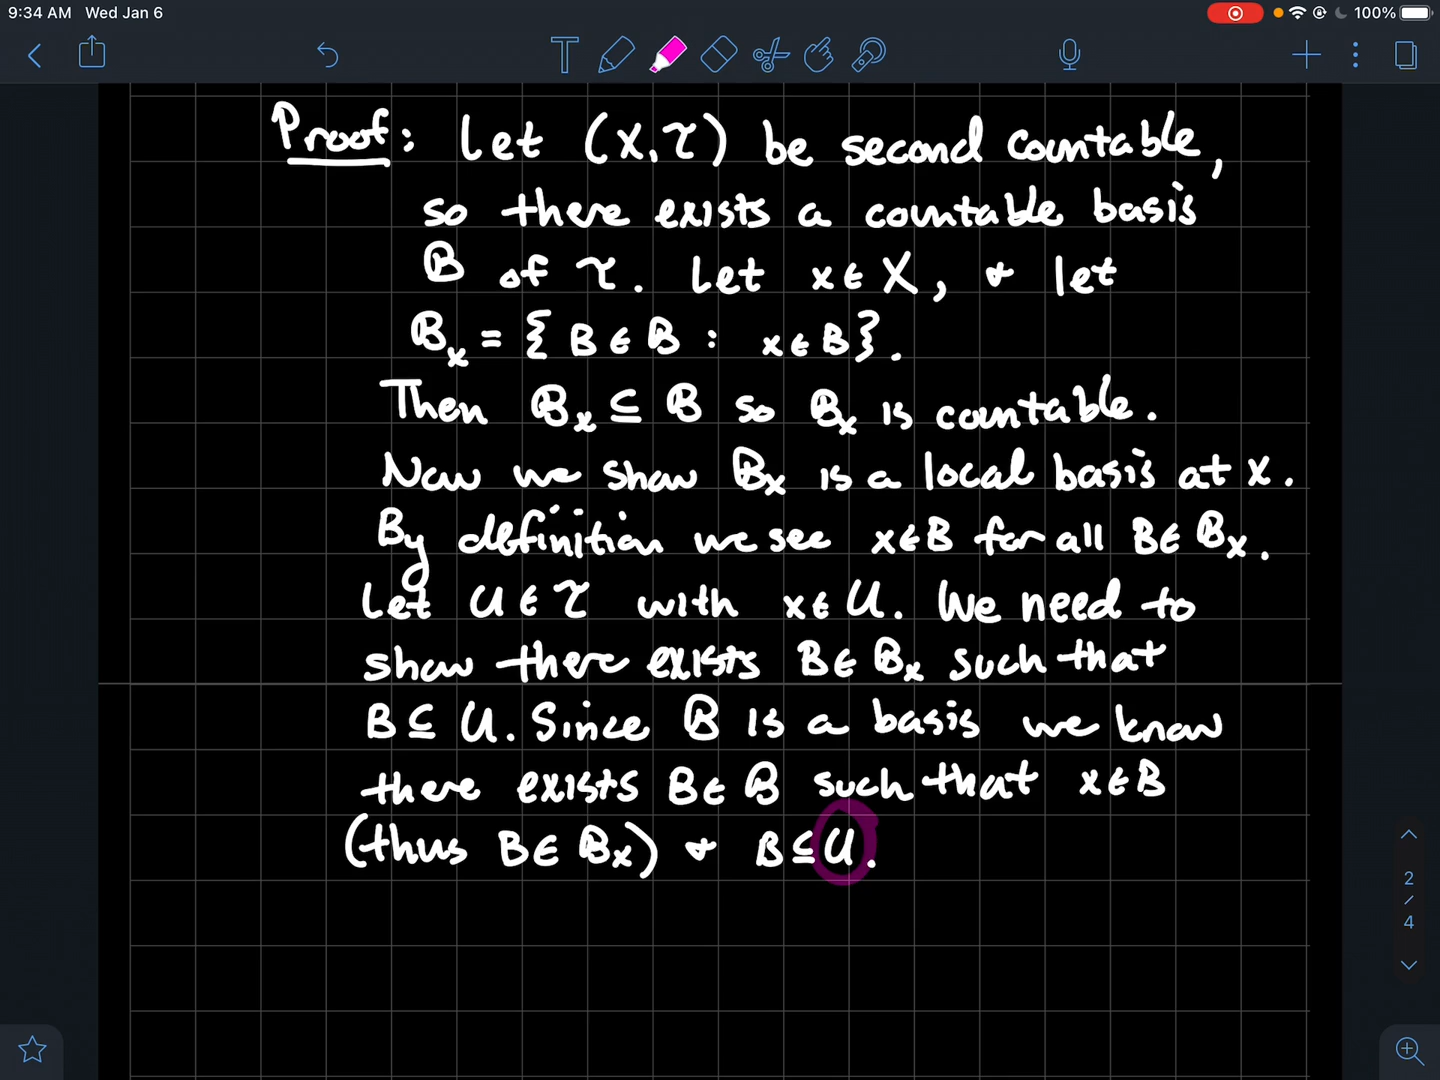 9:34 AM Wed Jan 6 100%
T
Proof: Let (X,τ) be second countable,
so there exists a countable basis
𝔹 of τ. Let x∈X, & let
𝔹ₓ = { B∈𝔹 : x∈B}.
Then 𝔹ₓ ⊆ 𝔹 so 𝔹ₓ is countable.
Now we show 𝔹ₓ is a local basis at x.
By definition we see x∈B for all B∈𝔹ₓ.
Let U∈τ with x∈U. We need to
show there exists B∈𝔹ₓ such that
B⊆U. Since 𝔹 is a basis we know
there exists B∈𝔹 such that x∈B
(thus B∈𝔹ₓ) & B⊆U.
2
/
4